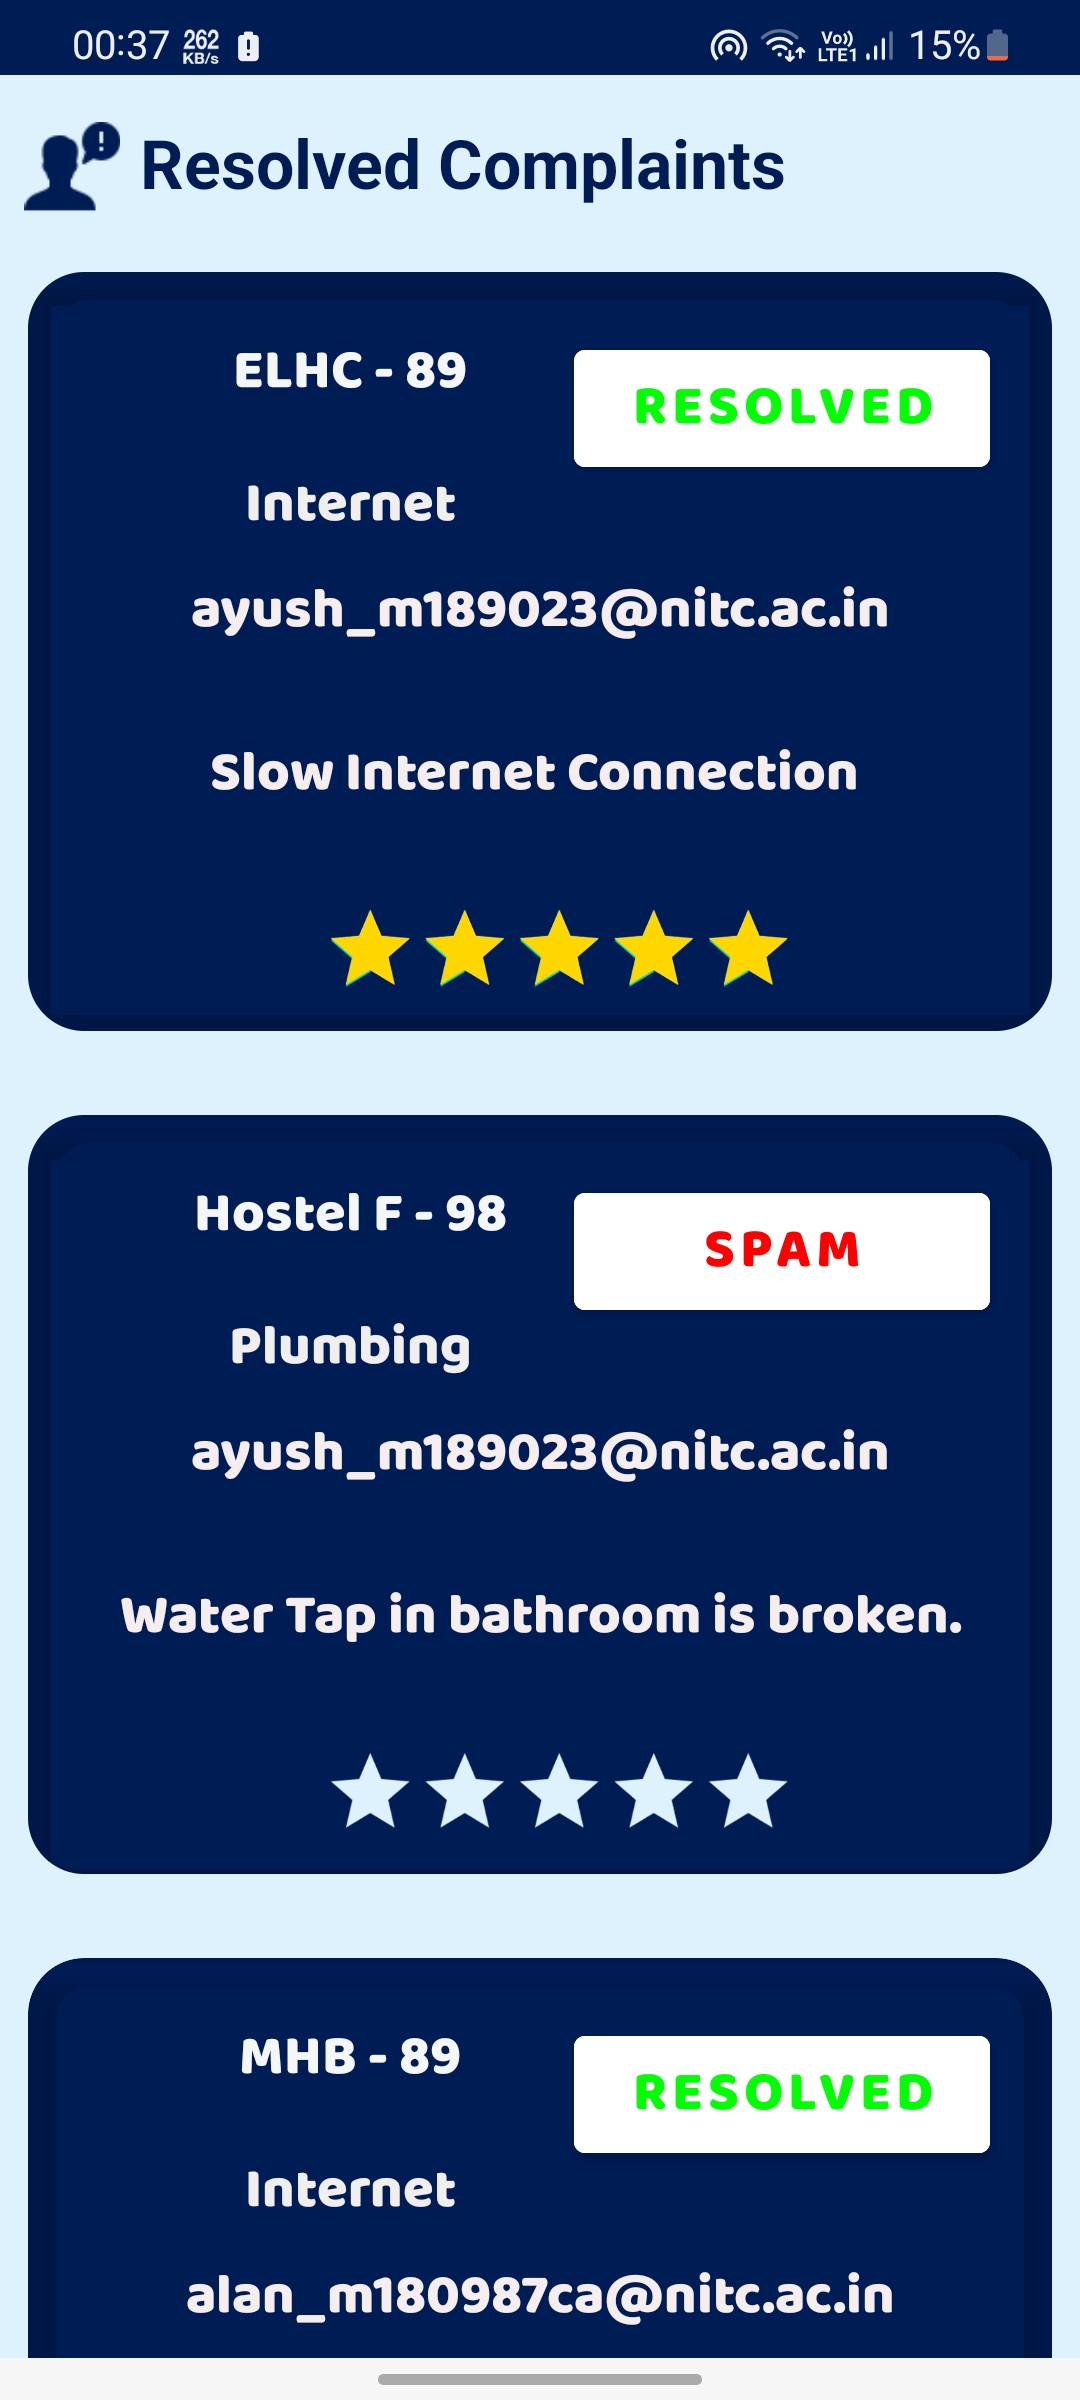 00:37 262 KB/s Vo)) LTE1 15%
Resolved Complaints
ELHC - 89
RESOLVED
Internet
ayush_m189023@nitc.ac.in
Slow Internet Connection
Hostel F - 98
SPAM
Plumbing
ayush_m189023@nitc.ac.in
Water Tap in bathroom is broken.
MHB - 89
RESOLVED
Internet
alan_m180987ca@nitc.ac.in